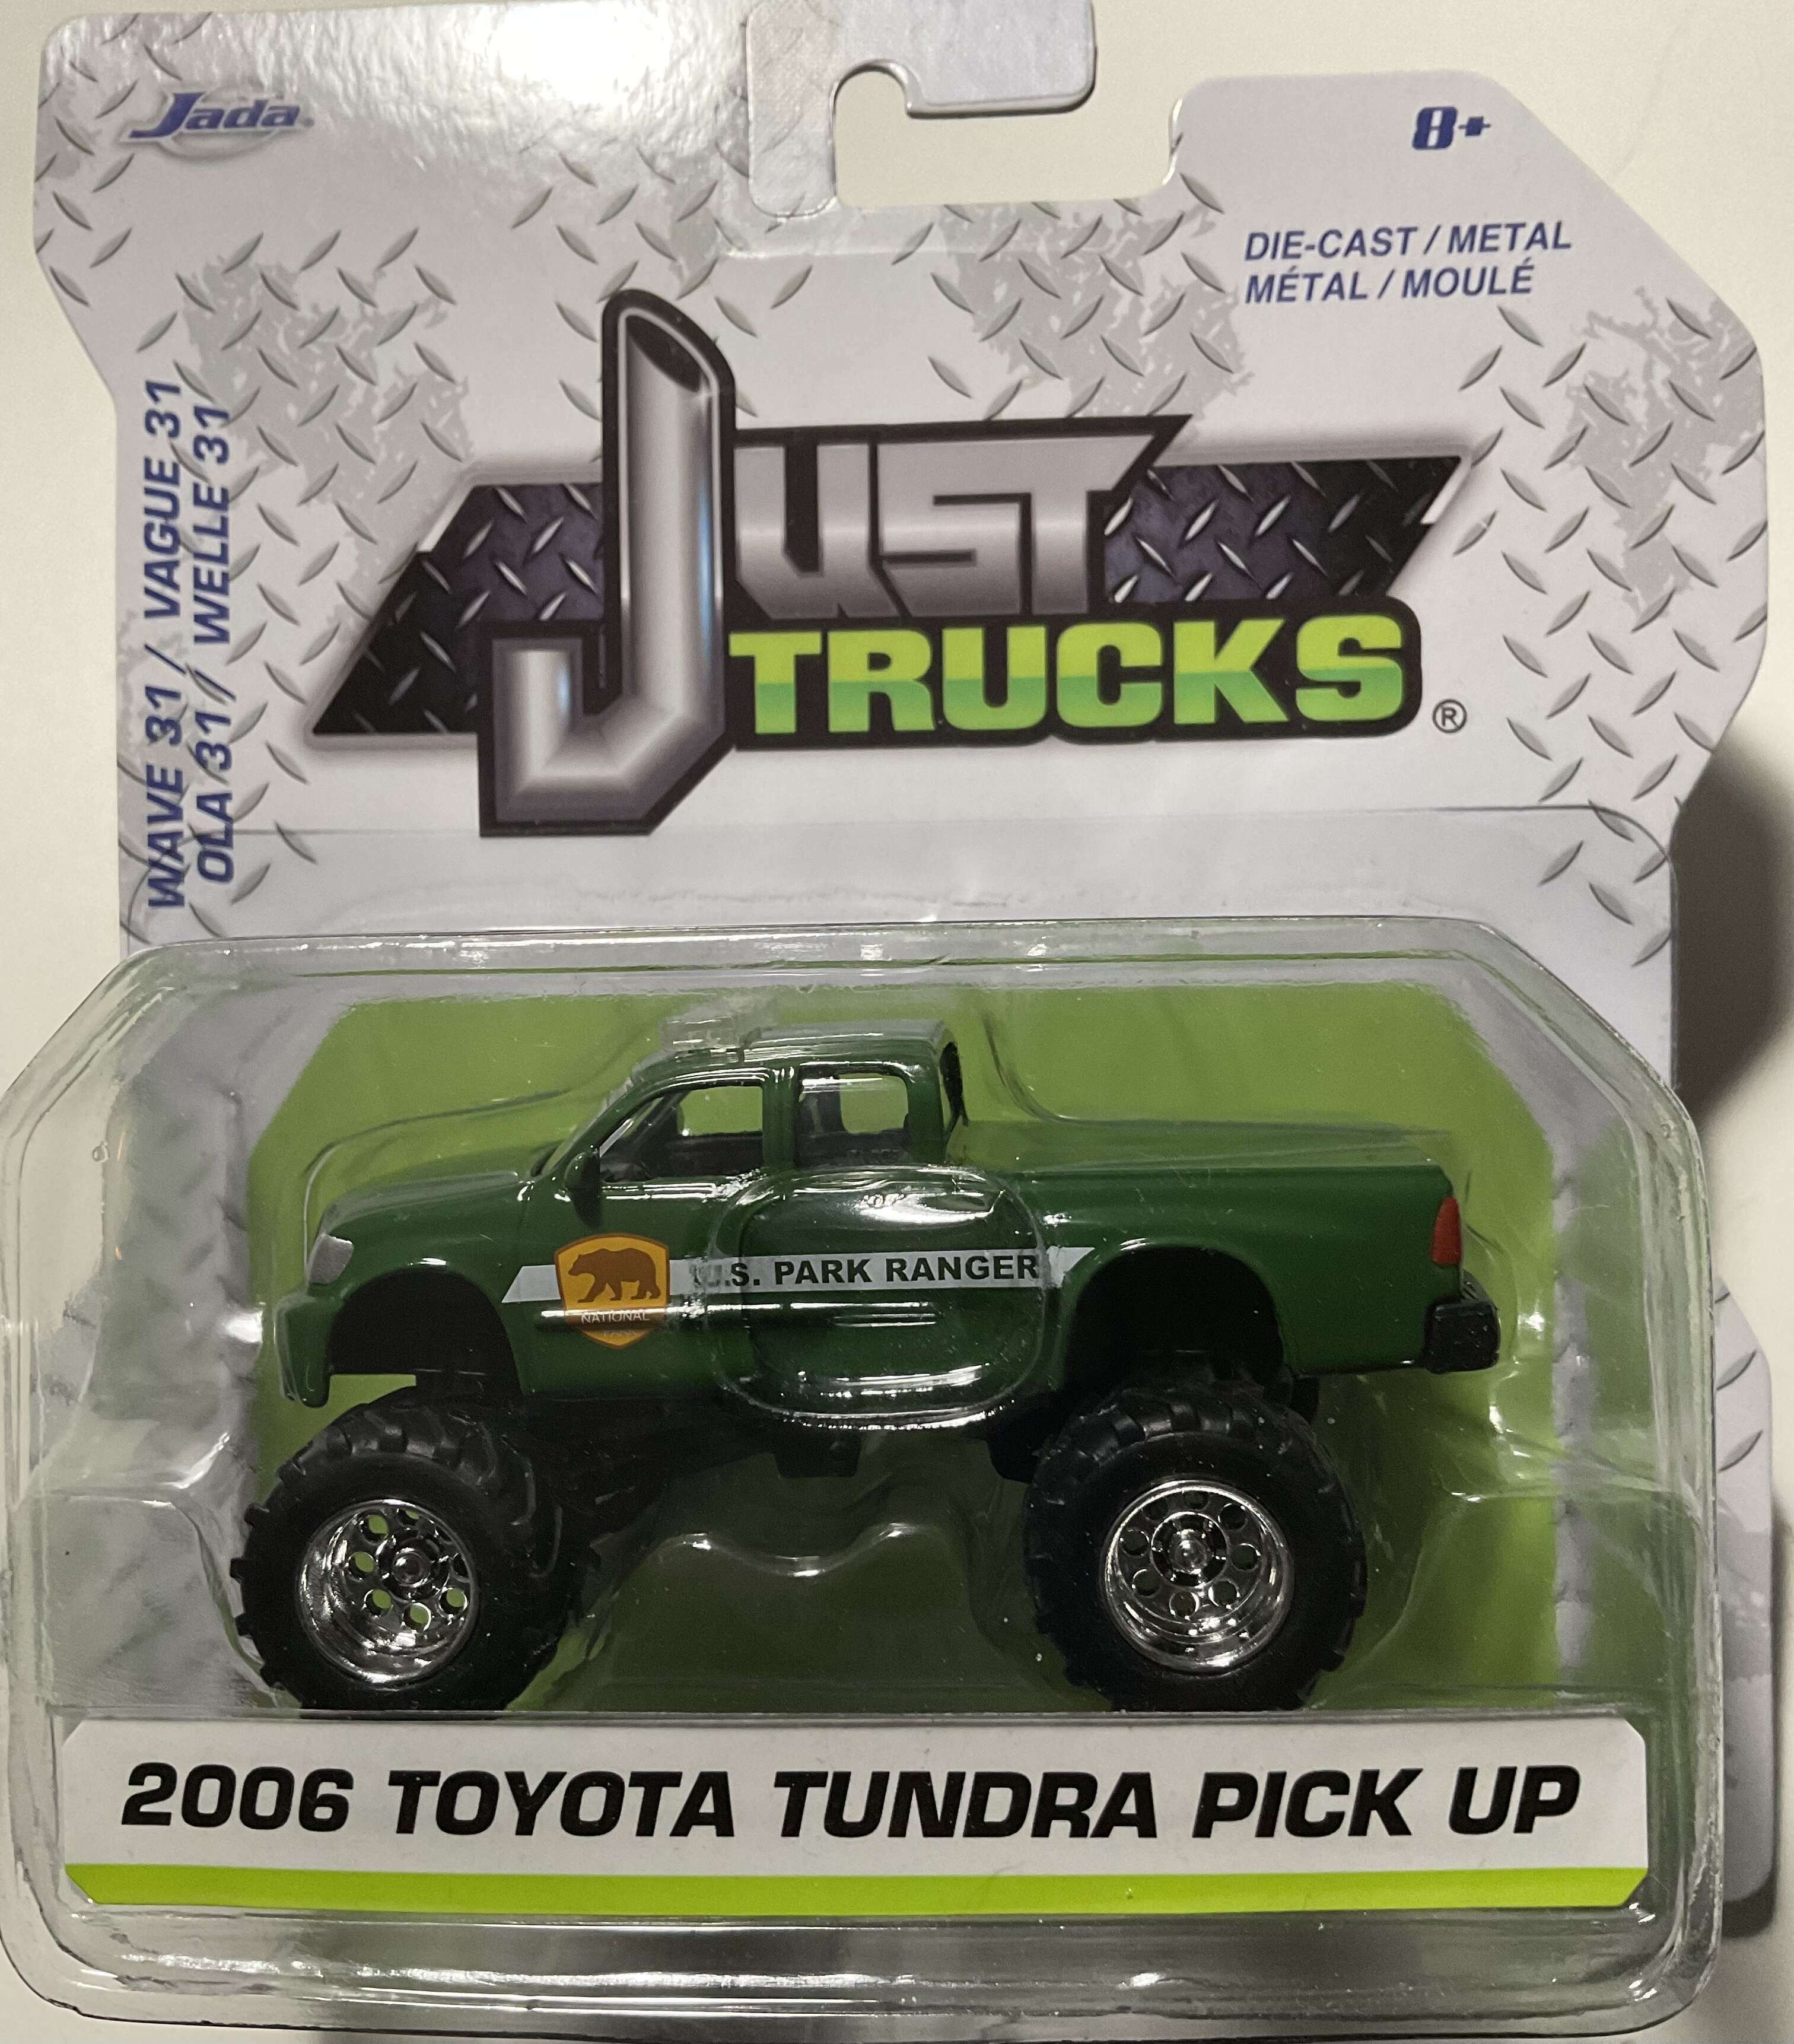 Jada®
8+
DIE-CAST / METAL
MÉTAL / MOULÉ
WAVE 31 / VAGUE 31
OLA 31 / WELLE 31
JUST
TRUCKS®
U.S. PARK RANGER
NATIONAL
2006 TOYOTA TUNDRA PICK UP